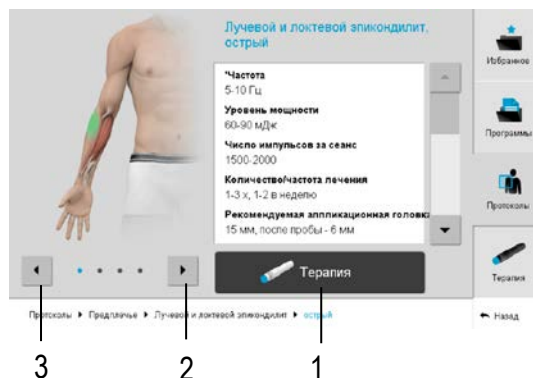 Лучевой и локтевой эпикондилит,
острый
*Частота
5-10 Гц
Уровень мощности
60-90 мДж
Число импульсов за сеанс
1500-2000
Количество/частота лечения
1-3 x, 1-2 в неделю
Рекомендуемая аппликационная головка
15 мм, после пробы - 6 мм
Терапия
Избранное
Программы
Протоколы
Терапия
Протоколы Предплечье Лучевой и локтевой эпикондилит острый
Назад
3 2 1